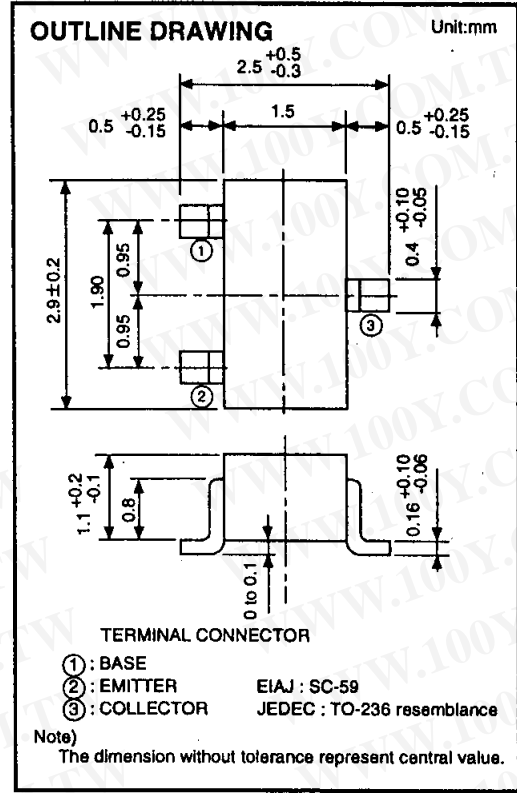 OUTLINE DRAWING
Unit:mm
2.5 +0.5 -0.3
0.5 +0.25 -0.15
1.5
0.5 +0.25 -0.15
2.9±0.2
1.90
0.95
0.95
0.4 +0.10 -0.05
①
②
③
1.1 +0.2 -0.1
0.8
0 to 0.1
0.16 +0.10 -0.06
TERMINAL CONNECTOR
① : BASE
② : EMITTER EIAJ : SC-59
③ : COLLECTOR JEDEC : TO-236 resemblance
Note)
The dimension without tolerance represent central value.
WWW.100Y.COM.TW